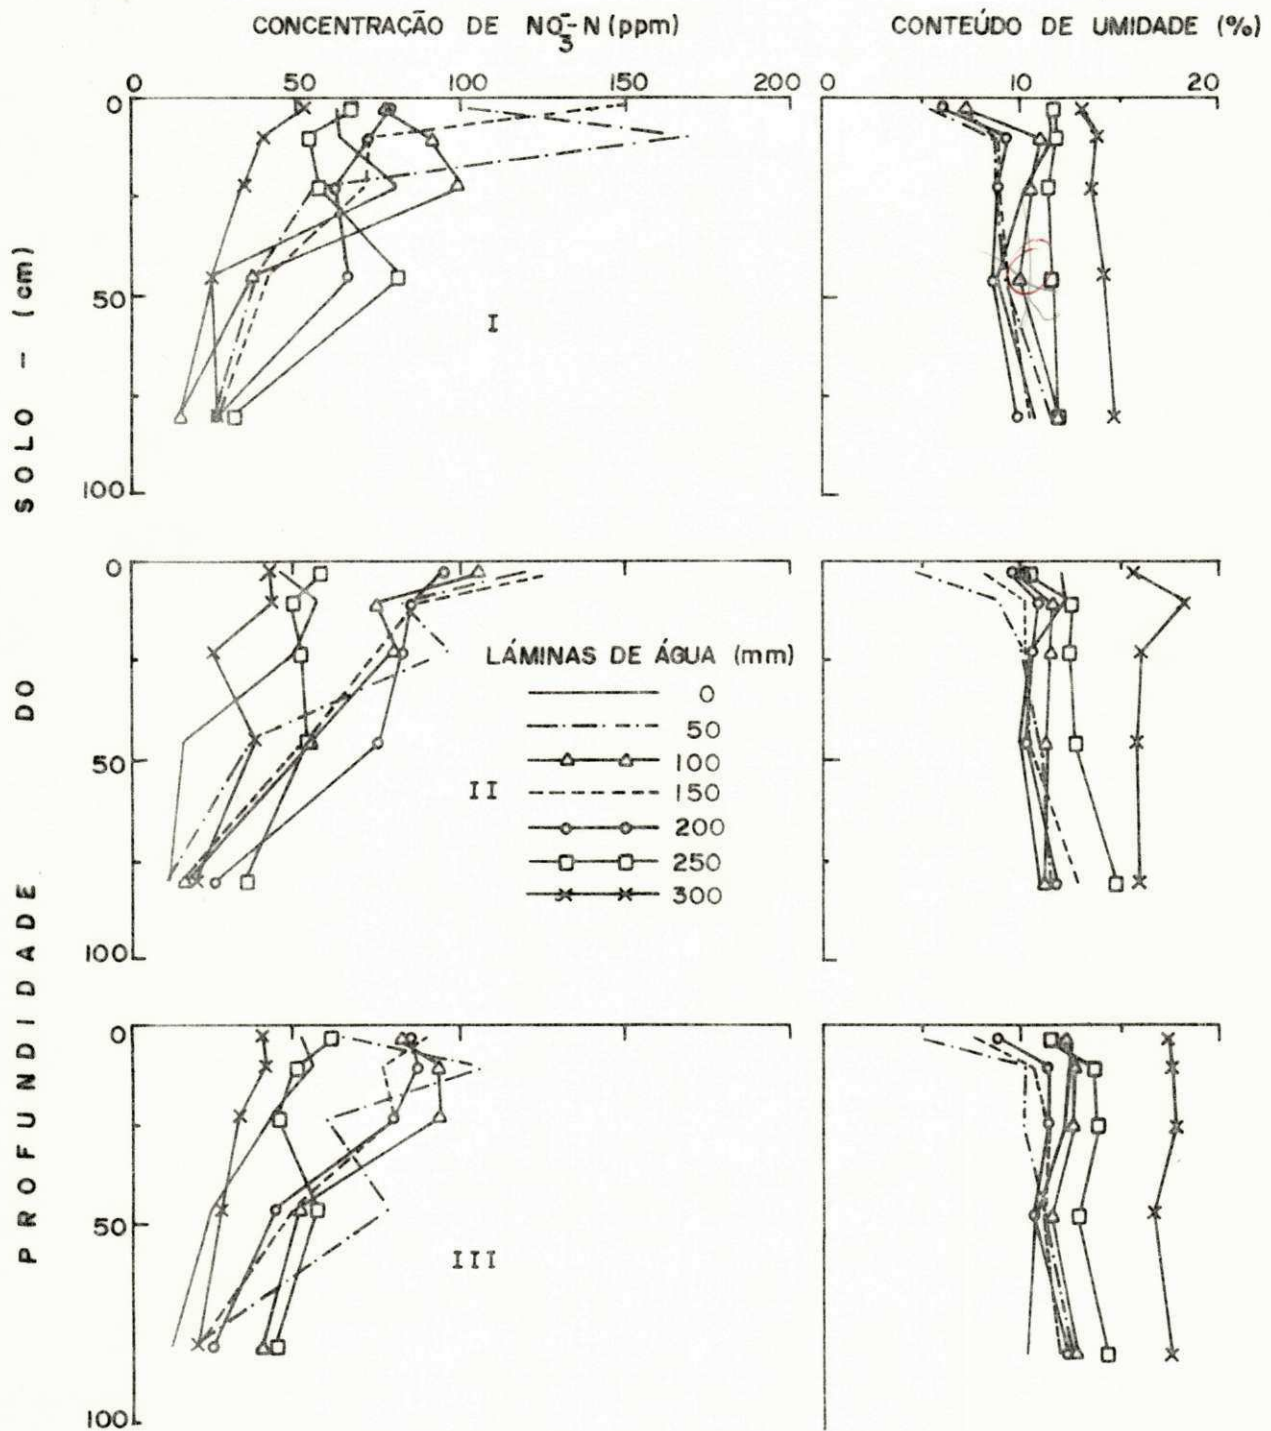 CONCENTRAÇÃO DE NO₃⁻-N (ppm)
CONTEÚDO DE UMIDADE (%)
0 50 100 150 200
0 10 20
0
50
100
I
PROFUNDIDADE DO SOLO - (cm)
0
50
100
II
LÁMINAS DE ÁGUA (mm)
0
50
100
150
200
250
300
0
50
100
III